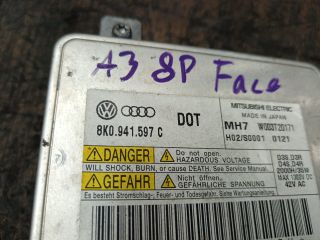 A3 8P Face
MITSUBISHI ELECTRIC
MADE IN JAPAN
8K0.941.597 C
DOT
MH7 W003T20171
H02/S0001 0121
DANGER
Do not open.
HAZARDOUS VOLTAGE
WILL SHOCK, BURN, or cause DEATH. See Service Manual.
GEFAHR
Nicht öffnen!
GEFÄHRLICHE SPANNUNG
Es besteht Stromschlag-, Feuer- und Todesgefahr. Siehe Wartungsanleitung.
D3S, D3R
D4S, D4R
42V AC